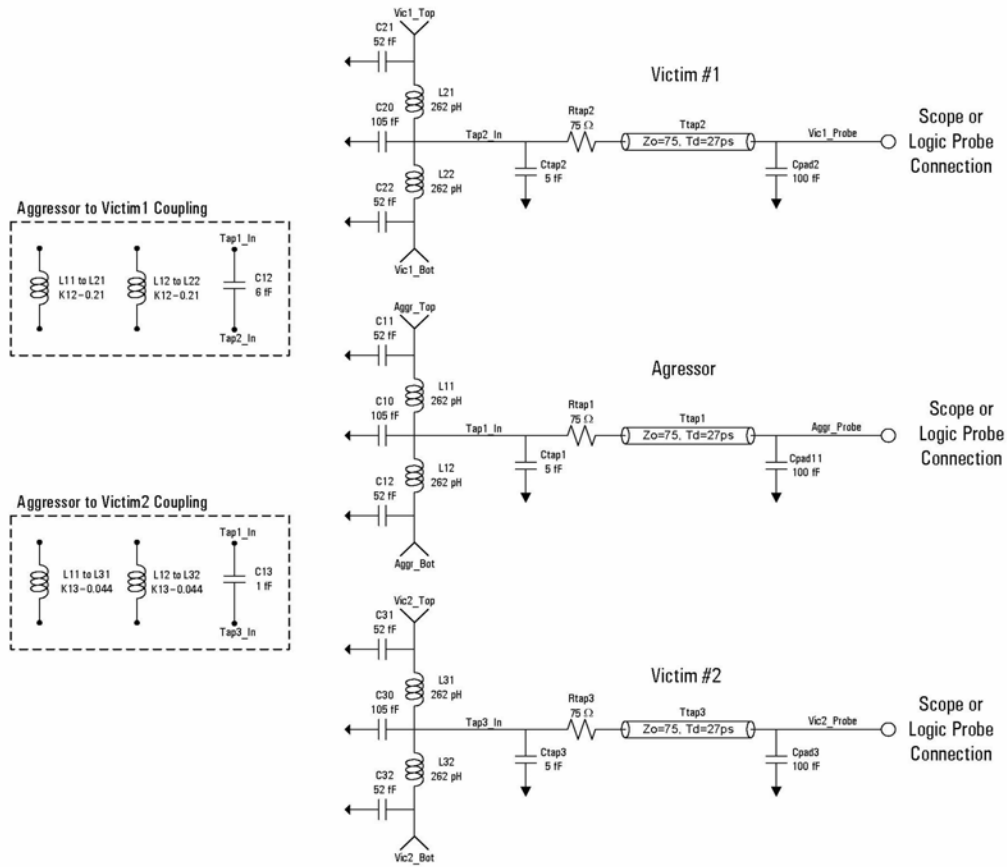 Vic1_Top
C21
52 fF
L21
262 pH
C20
105 fF
Tap2_In
L22
262 pH
C22
52 fF
Vic1_Bot
Ctap2
5 fF
Rtap2
75 Ω
Victim #1
Ttap2
Zo=75, Td=27ps
Vic1_Probe
Cpad2
100 fF
Scope or
Logic Probe
Connection
Aggressor to Victim1 Coupling
L11 to L21
K12–0.21
L12 to L22
K12–0.21
Tap1_In
C12
6 fF
Tap2_In
Aggr_Top
C11
52 fF
L11
262 pH
C10
105 fF
Tap1_In
L12
262 pH
C12
52 fF
Aggr_Bot
Ctap1
5 fF
Rtap1
75 Ω
Agressor
Ttap1
Zo=75, Td=27ps
Aggr_Probe
Cpad11
100 fF
Scope or
Logic Probe
Connection
Aggressor to Victim2 Coupling
L11 to L31
K13–0.044
L12 to L32
K13–0.044
Tap1_In
C13
1 fF
Tap3_In
Vic2_Top
C31
52 fF
L31
262 pH
C30
105 fF
Tap3_In
L32
262 pH
C32
52 fF
Vic2_Bot
Ctap3
5 fF
Rtap3
75 Ω
Victim #2
Ttap3
Zo=75, Td=27ps
Vic2_Probe
Cpad3
100 fF
Scope or
Logic Probe
Connection